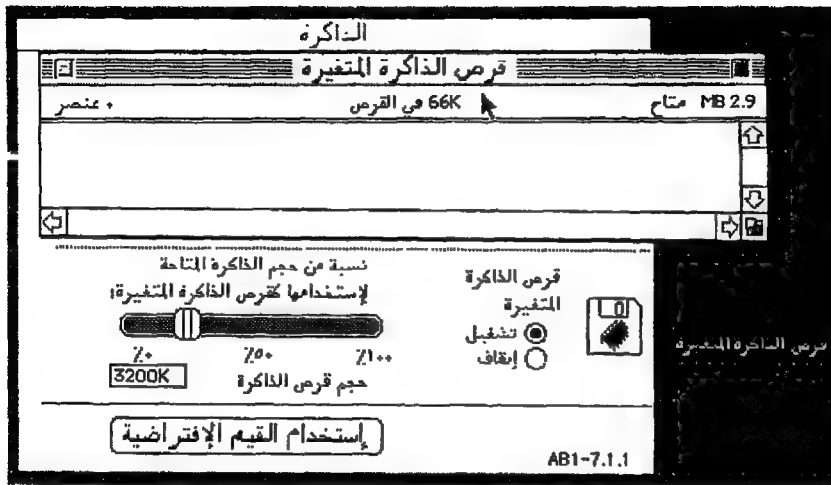 الذاكرة
قرص الذاكرة المتغيرة
٠ عنصر 66K في القرص 2.9 MB متاح
نسبة من حجم الذاكرة المتاحة
لإستخدامها كقرص الذاكرة المتغيرة:
٪٠ ٪٥٠ ٪١٠٠
حجم قرص الذاكرة 3200K
قرص الذاكرة
المتغيرة
تشغيل
إيقاف
قرص الذاكرة المتغيرة
إستخدام القيم الإفتراضية
AB1-7.1.1